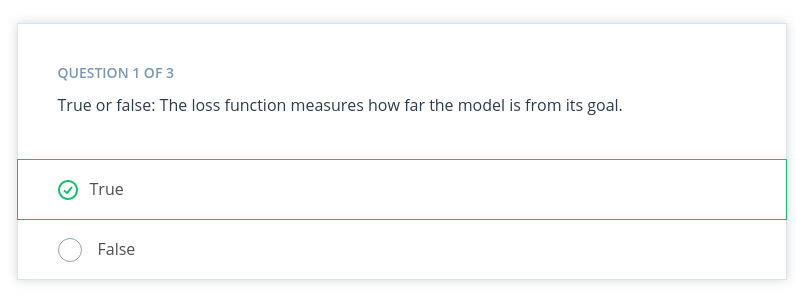 QUESTION 1 OF 3
True or false: The loss function measures how far the model is from its goal.
True
False